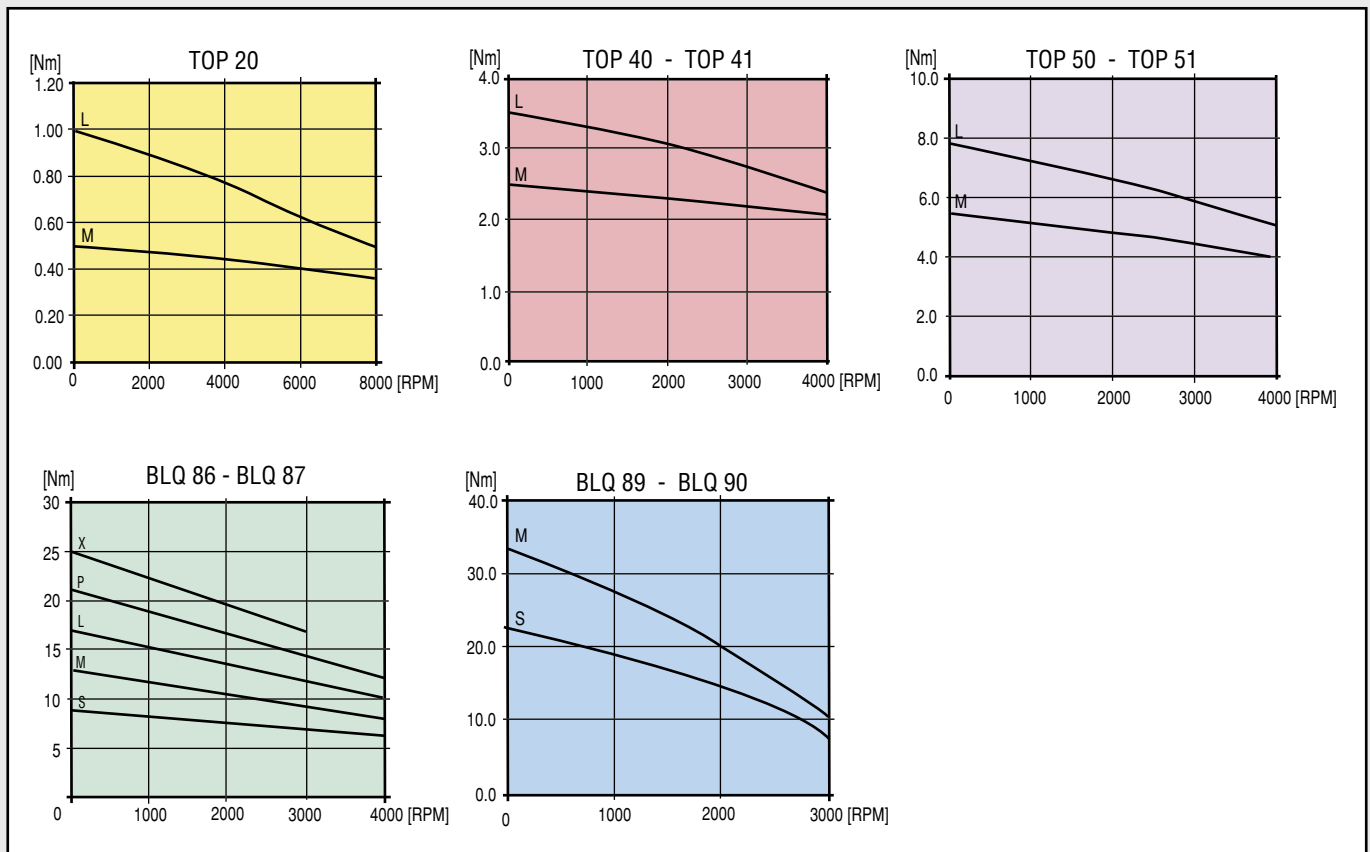 TOP 20
[Nm]
1.20
1.00
0.80
0.60
0.40
0.20
0.00
L
M
0 2000 4000 6000 8000 [RPM]
TOP 40 - TOP 41
[Nm]
4.0
3.0
2.0
1.0
0.0
L
M
0 1000 2000 3000 4000 [RPM]
TOP 50 - TOP 51
[Nm]
10.0
8.0
6.0
4.0
2.0
0.0
L
M
0 1000 2000 3000 4000 [RPM]
BLQ 86 - BLQ 87
[Nm]
30
25
20
15
10
5
X
P
L
M
S
0 1000 2000 3000 4000 [RPM]
BLQ 89 - BLQ 90
[Nm]
40.0
30.0
20.0
10.0
0.0
M
S
0 1000 2000 3000 [RPM]